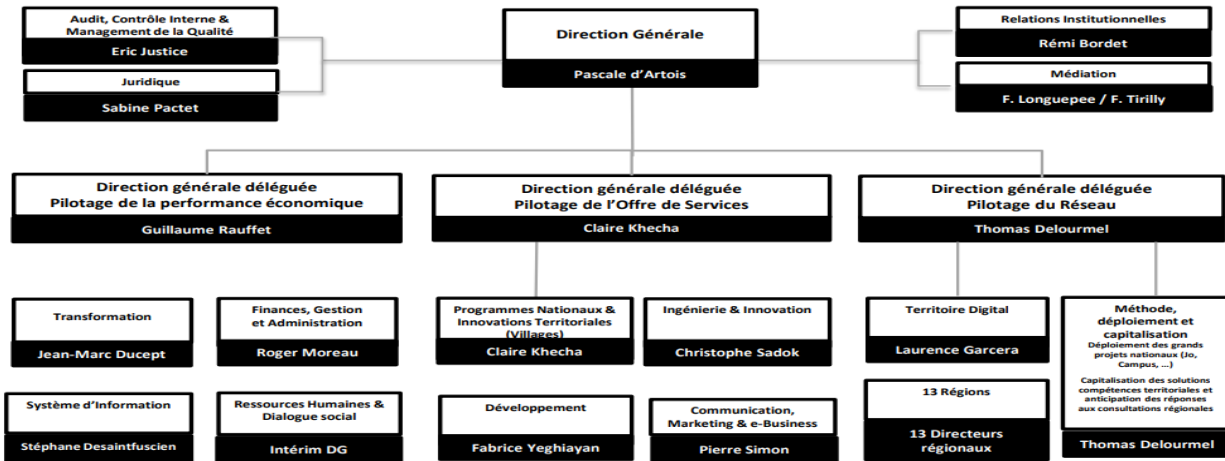 Audit, Contrôle Interne &
Management de la Qualité
Eric Justice
Juridique
Sabine Pactet
Direction Générale
Pascale d'Artois
Relations Institutionnelles
Rémi Bordet
Médiation
F. Longuepee / F. Tirilly
Direction générale déléguée
Pilotage de la performance économique
Guillaume Rauffet
Direction générale déléguée
Pilotage de l'Offre de Services
Claire Khecha
Direction générale déléguée
Pilotage du Réseau
Thomas Delourmel
Transformation
Jean-Marc Ducept
Finances, Gestion
et Administration
Roger Moreau
Programmes Nationaux &
Innovations Territoriales
(Villages)
Claire Khecha
Ingénierie & Innovation
Christophe Sadok
Territoire Digital
Laurence Garcera
Méthode,
déploiement et
capitalisation
Déploiement des grands
projets nationaux (Jo,
Campus, ...)
Capitalisation des solutions
compétences territoriales et
anticipation des réponses
aux consultations régionales
Thomas Delourmel
Système d'Information
Stéphane Desaintfuscien
Ressources Humaines &
Dialogue social
Intérim DG
Développement
Fabrice Yeghiayan
Communication,
Marketing & e-Business
Pierre Simon
13 Régions
13 Directeurs
régionaux